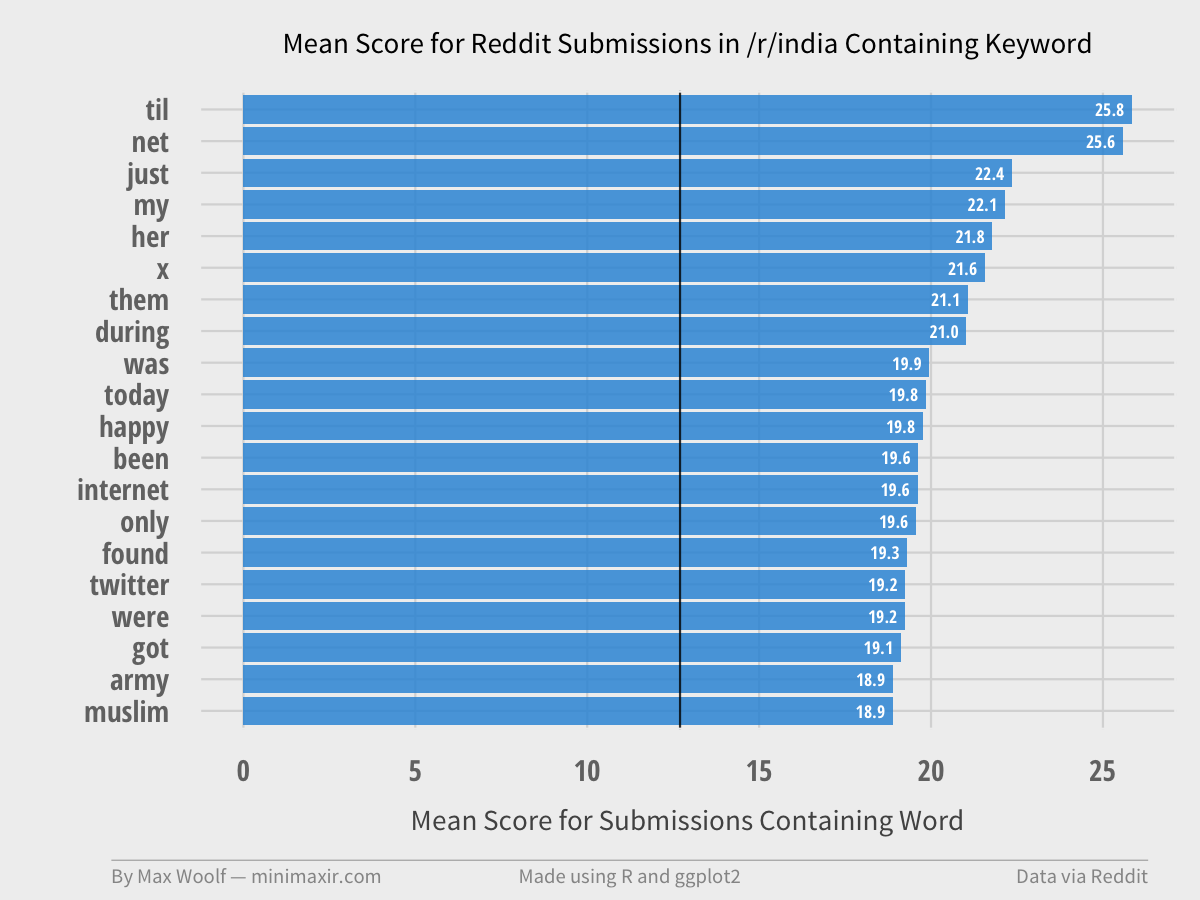 Mean Score for Reddit Submissions in /r/india Containing Keyword
til 25.8
net 25.6
just 22.4
my 22.1
her 21.8
x 21.6
them 21.1
during 21.0
was 19.9
today 19.8
happy 19.8
been 19.6
internet 19.6
only 19.6
found 19.3
twitter 19.2
were 19.2
got 19.1
army 18.9
muslim 18.9
0 5 10 15 20 25
Mean Score for Submissions Containing Word
By Max Woolf — minimaxir.com Made using R and ggplot2 Data via Reddit